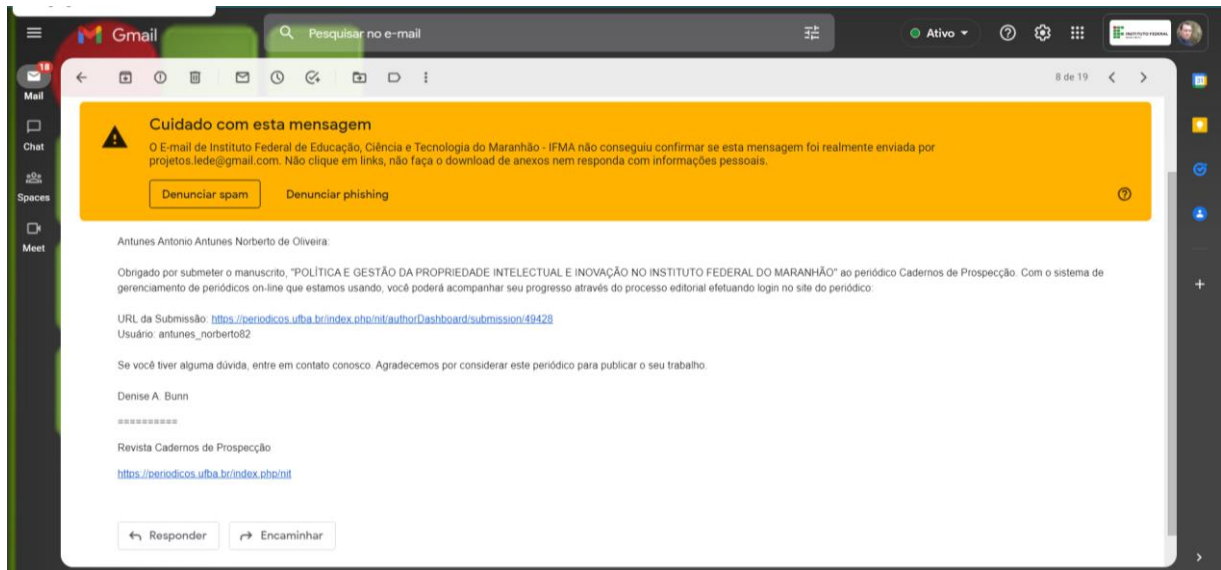 Gmail
Pesquisar no e-mail
Ativo
INSTITUTO FEDERAL
18
Mail
8 de 19
Chat
Spaces
Meet
Cuidado com esta mensagem
O E-mail de Instituto Federal de Educação, Ciência e Tecnologia do Maranhão - IFMA não conseguiu confirmar se esta mensagem foi realmente enviada por
projetos.lede@gmail.com. Não clique em links, não faça o download de anexos nem responda com informações pessoais.
Denunciar spam Denunciar phishing
Antunes Antonio Antunes Norberto de Oliveira:
Obrigado por submeter o manuscrito, "POLÍTICA E GESTÃO DA PROPRIEDADE INTELECTUAL E INOVAÇÃO NO INSTITUTO FEDERAL DO MARANHÃO" ao periódico Cadernos de Prospecção. Com o sistema de
gerenciamento de periódicos on-line que estamos usando, você poderá acompanhar seu progresso através do processo editorial efetuando login no site do periódico:
URL da Submissão: https://periodicos.ufba.br/index.php/nit/authorDashboard/submission/49428
Usuário: antunes_norberto82
Se você tiver alguma dúvida, entre em contato conosco. Agradecemos por considerar este periódico para publicar o seu trabalho.
Denise A. Bunn
==========
Revista Cadernos de Prospecção
https://periodicos.ufba.br/index.php/nit
Responder Encaminhar